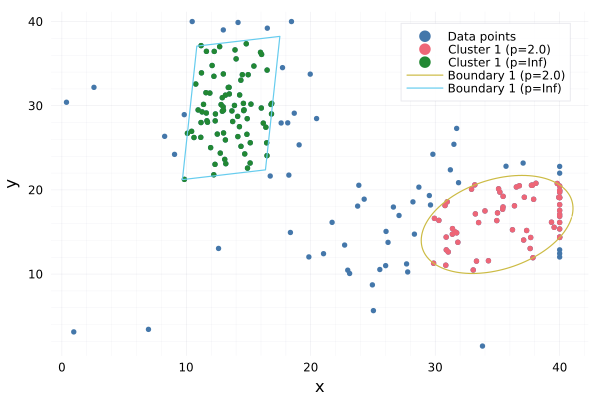 40
30
20
10
y
0
10
20
30
40
x
Data points
Cluster 1 (p=2.0)
Cluster 1 (p=Inf)
Boundary 1 (p=2.0)
Boundary 1 (p=Inf)